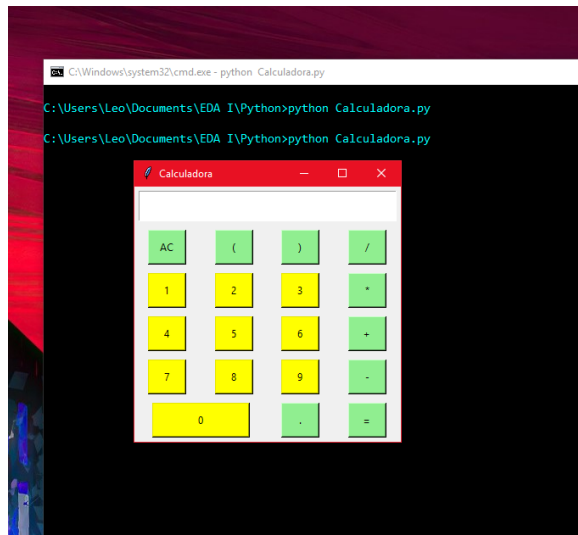 C:\Windows\system32\cmd.exe - python  Calculadora.py
C:\Users\Leo\Documents\EDA I\Python>python Calculadora.py
C:\Users\Leo\Documents\EDA I\Python>python Calculadora.py
Calculadora
AC ( ) /
1 2 3 *
4 5 6 +
7 8 9 -
0 . =